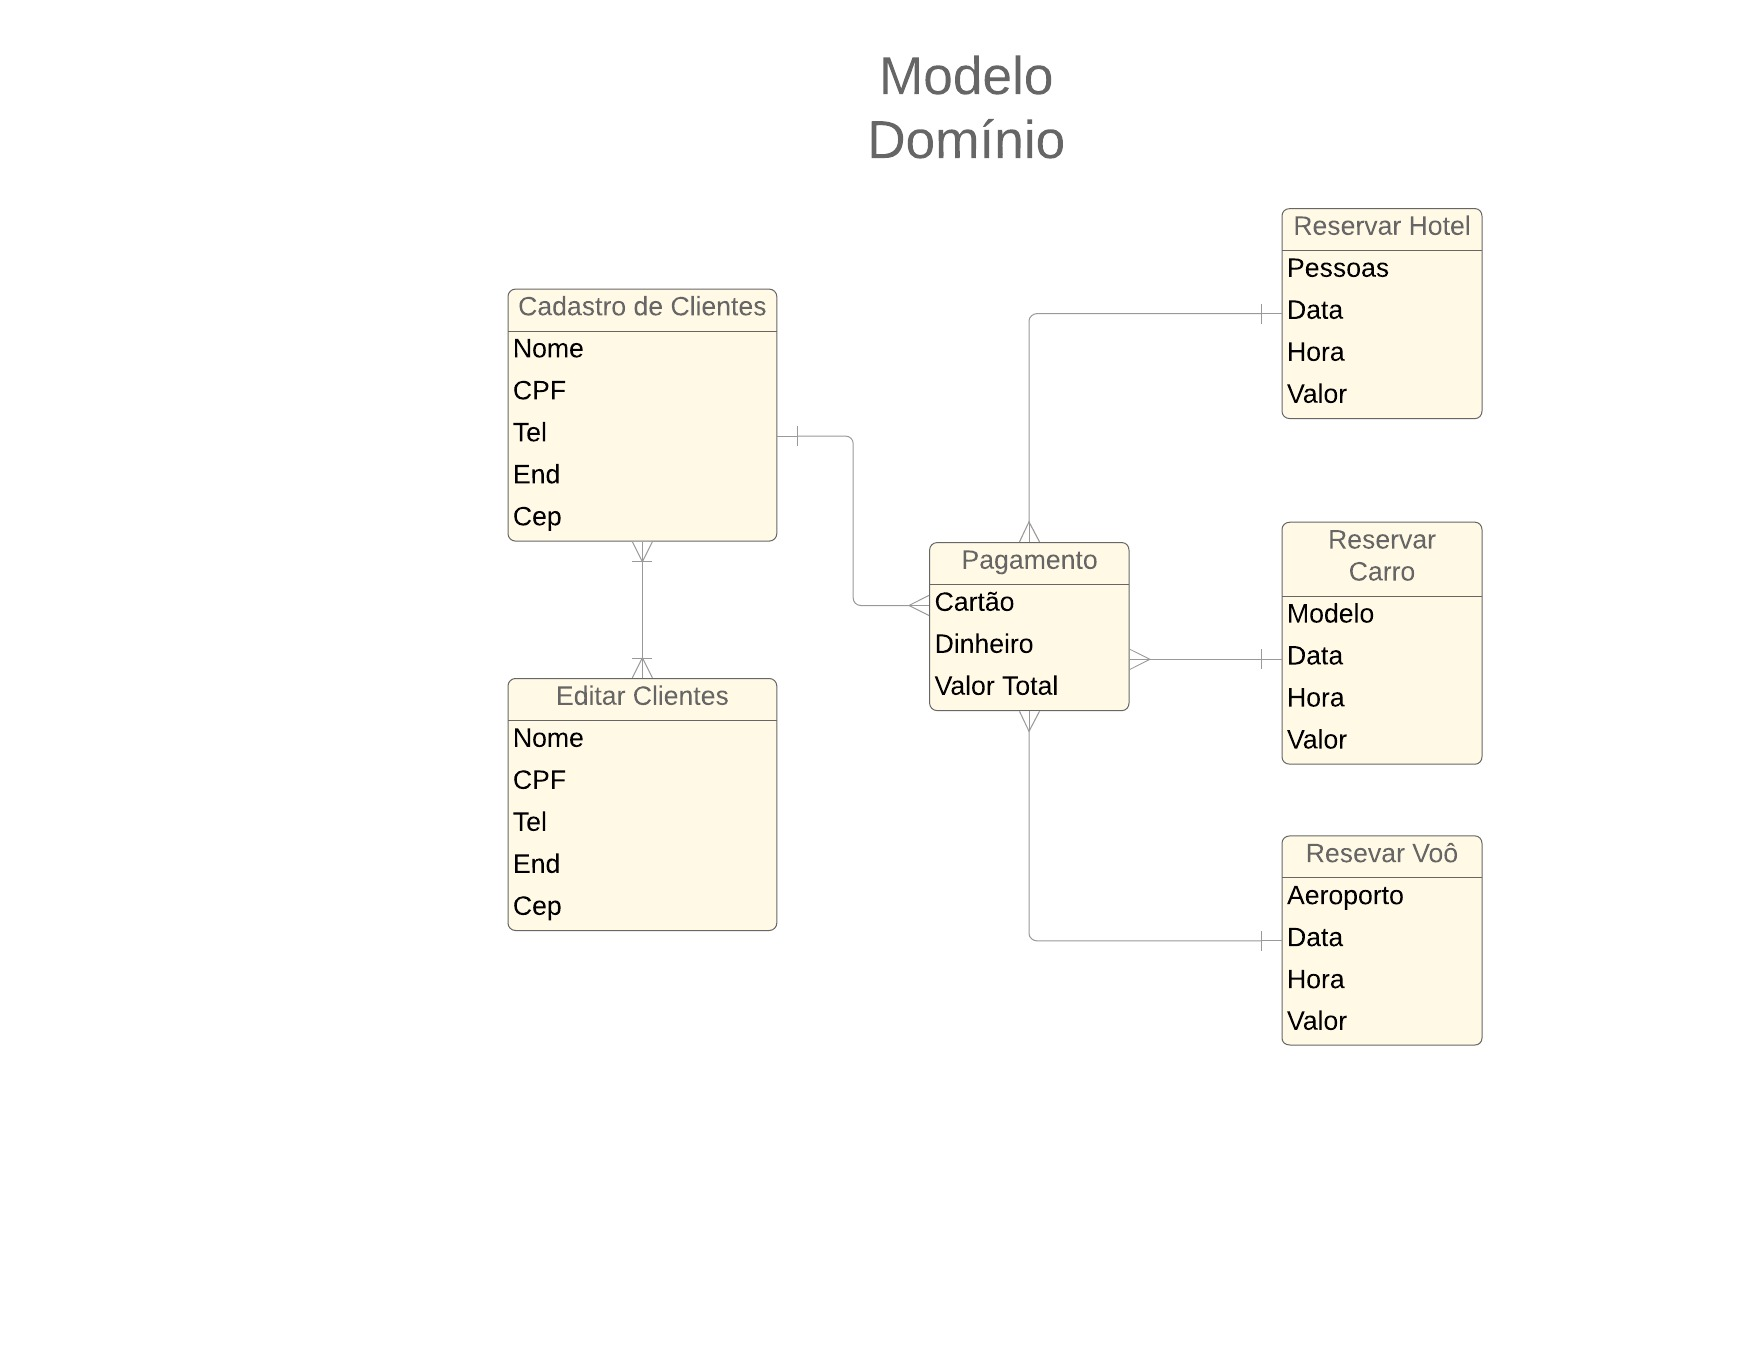 Modelo
Domínio
Cadastro de Clientes
Nome
CPF
Tel
End
Cep
Editar Clientes
Nome
CPF
Tel
End
Cep
Pagamento
Cartão
Dinheiro
Valor Total
Reservar Hotel
Pessoas
Data
Hora
Valor
Reservar
Carro
Modelo
Data
Hora
Valor
Resevar Voô
Aeroporto
Data
Hora
Valor